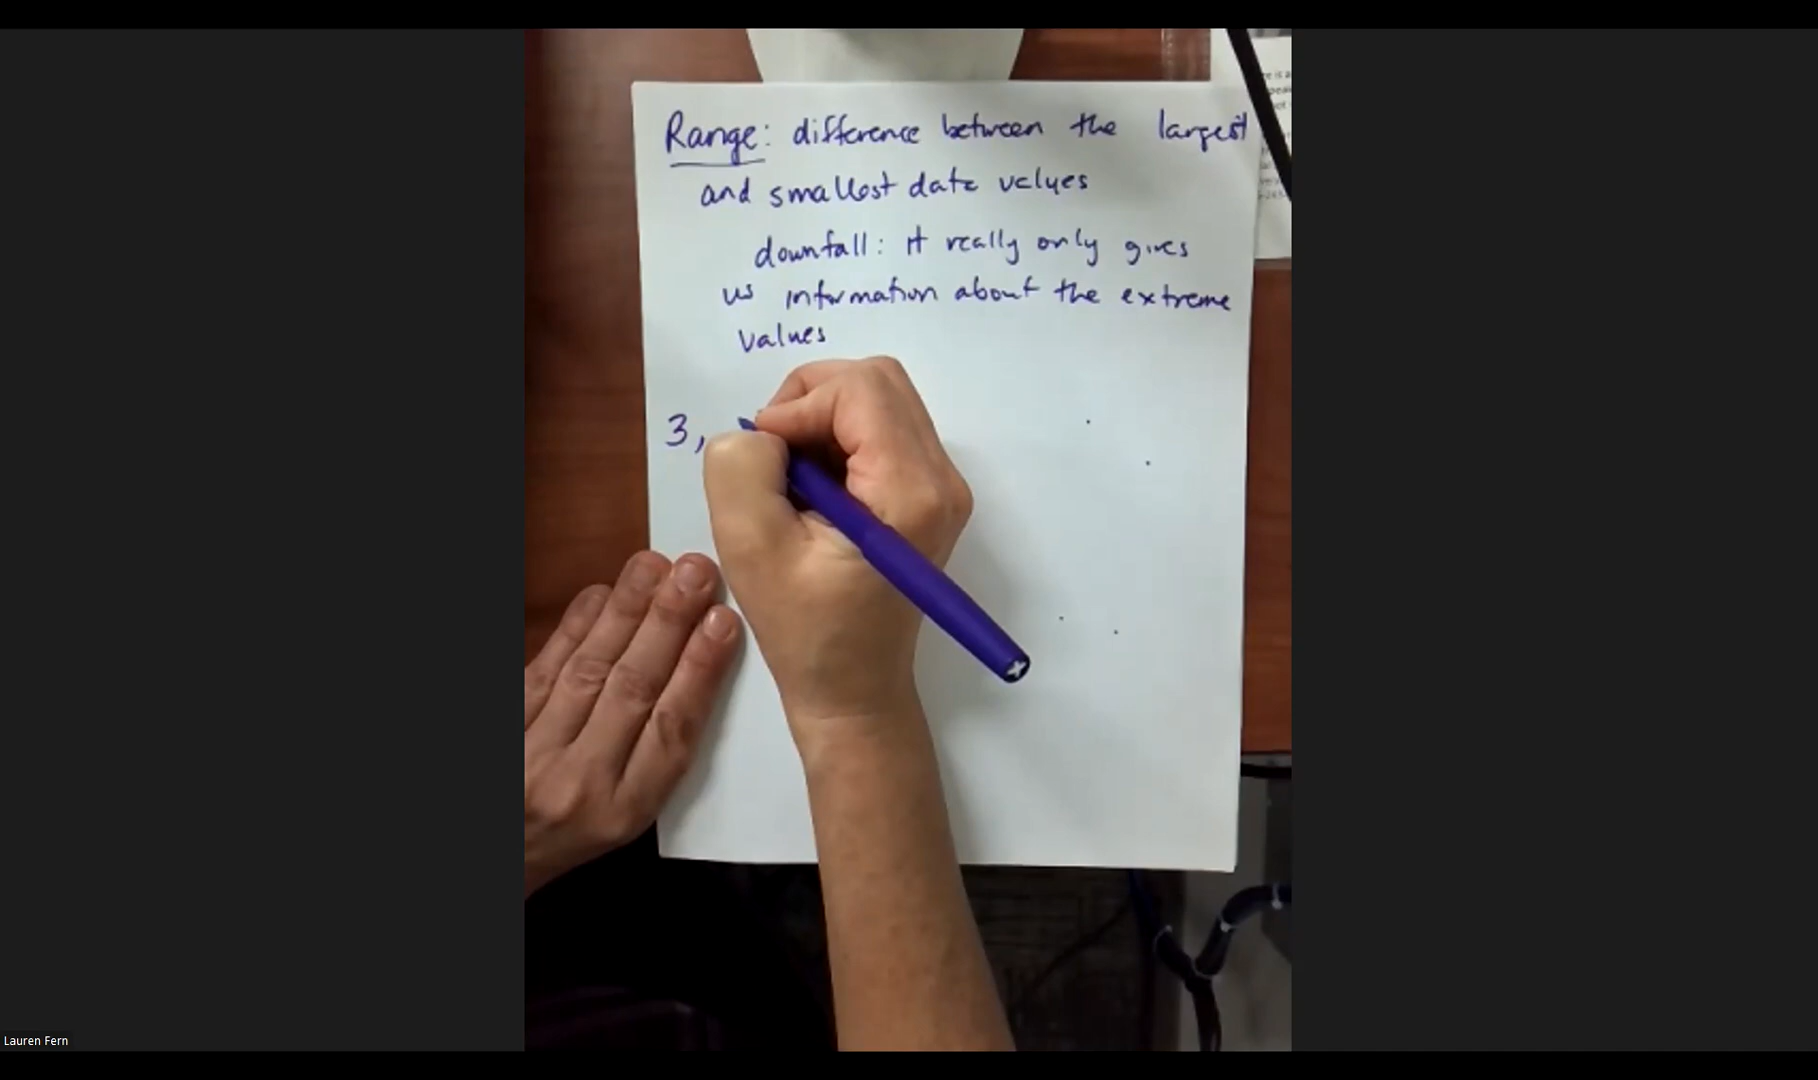 Range: difference between the largest
and smallest data values
downfall: it really only gives
us information about the extreme
values
3,
Lauren Fern